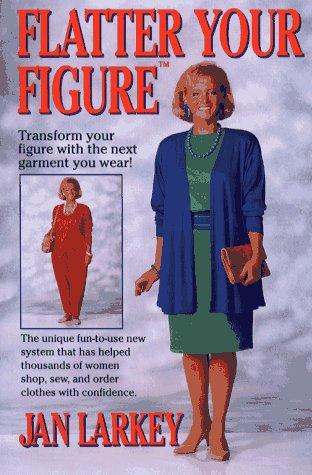 FLATTER YOUR
FIGURE™
Transform your
figure with the next
garment you wear!
The unique fun-to-use new
system that has helped
thousands of women
shop, sew, and order
clothes with confidence.
JAN LARKEY